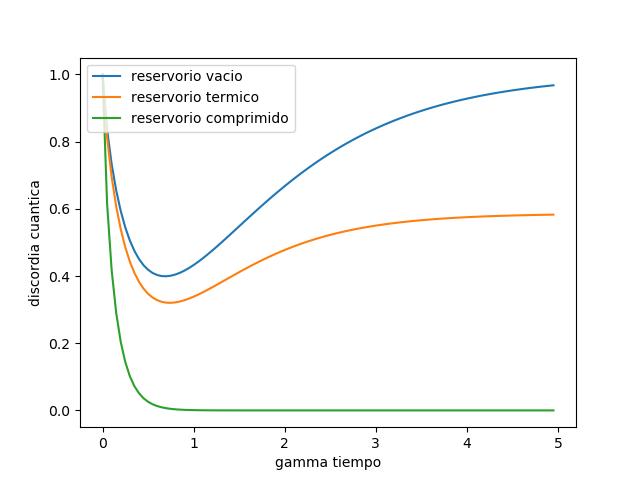 1.0
0.8
0.6
0.4
0.2
0.0
discordia cuantica
reservorio vacio
reservorio termico
reservorio comprimido
0
1
2
3
4
5
gamma tiempo